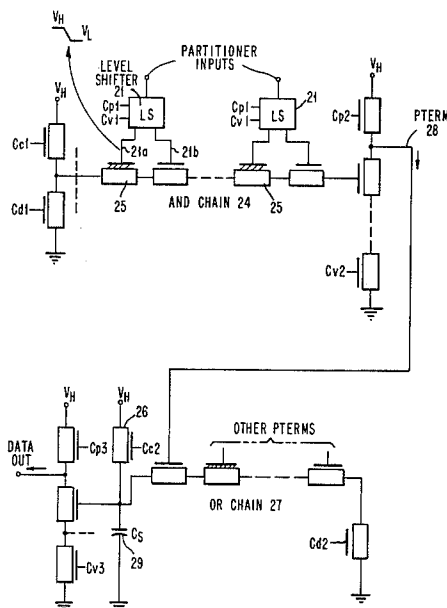 VH
VL
PARTITIONER
INPUTS
LEVEL
SHIFTER
21
LS
Cp1
Cv1
21a
21b
21
LS
Cp1
Cv1
VH
Cc1
Cd1
25
25
AND CHAIN 24
VH
Cp2
PTERM
28
Cv2
VH
Cp3
DATA
OUT
Cv3
VH
26
Cc2
CS
29
OTHER PTERMS
OR CHAIN 27
Cd2